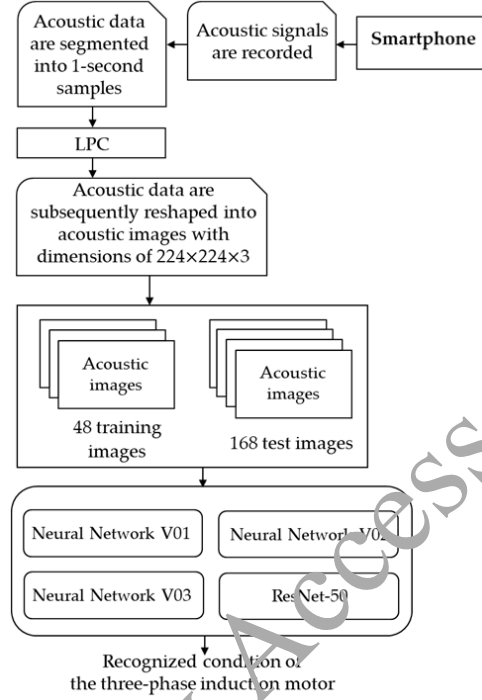 Smartphone
Acoustic signals
are recorded
Acoustic data
are segmented
into 1-second
samples
LPC
Acoustic data are
subsequently reshaped into
acoustic images with
dimensions of 224×224×3
Acoustic
images
Acoustic
images
48 training
images
168 test images
Neural Network V01
Neural Network V02
Neural Network V03
ResNet-50
Recognized condition of
the three-phase induction motor
Access